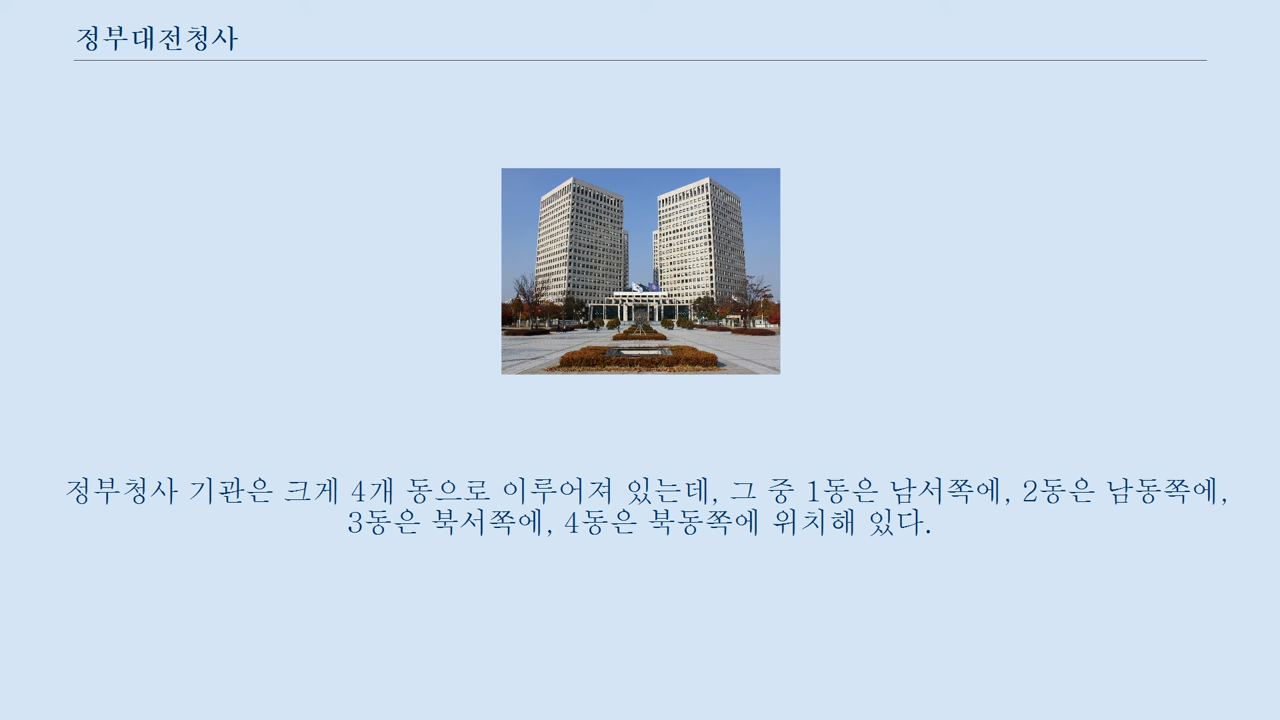 정부대전청사
정부청사 기관은 크게 4개 동으로 이루어져 있는데, 그 중 1동은 남서쪽에, 2동은 남동쪽에,
3동은 북서쪽에, 4동은 북동쪽에 위치해 있다.